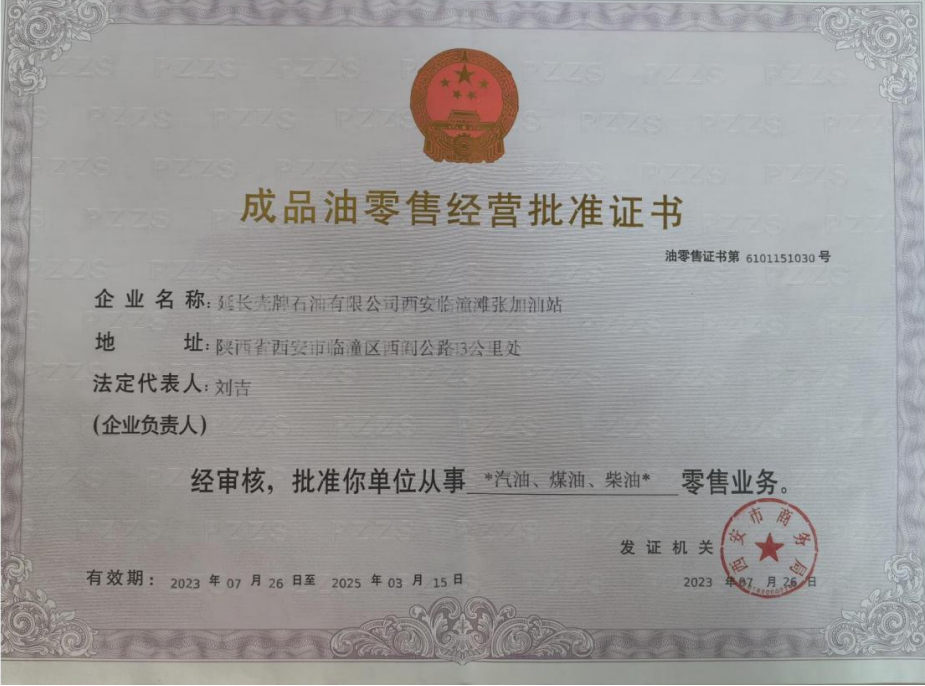 成品油零售经营批准证书
油零售证书第 6101151030 号
企业名称: 延长壳牌石油有限公司西安临潼滩张加油站
地 址: 陕西省西安市临潼区西阎公路13公里处
法定代表人: 刘吉
(企业负责人)
经审核,批准你单位从事 *汽油、煤油、柴油* 零售业务。
发证机关
西安市商务局
有效期: 2023 年 07 月 26 日至 2025 年 03 月 15 日
2023 年 07 月 26 日